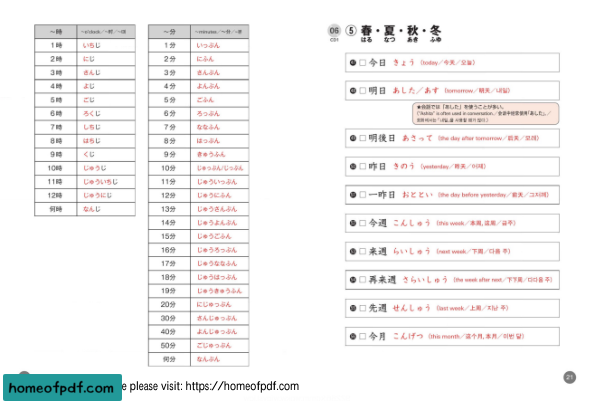 ～時 ～o'clock/～时/～시
1時 いちじ
2時 にじ
3時 さんじ
4時 よじ
5時 ごじ
6時 ろくじ
7時 しちじ
8時 はちじ
9時 くじ
10時 じゅうじ
11時 じゅういちじ
12時 じゅうにじ
何時 なんじ
～分 ～minutes/～分/～분
1分 いっぷん
2分 にふん
3分 さんぷん
4分 よんぷん
5分 ごふん
6分 ろっぷん
7分 ななふん
8分 はっぷん
9分 きゅうふん
10分 じゅっぷん/じっぷん
11分 じゅういっぷん
12分 じゅうにふん
13分 じゅうさんぷん
14分 じゅうよんぷん
15分 じゅうごふん
16分 じゅうろっぷん
17分 じゅうななふん
18分 じゅうはっぷん
19分 じゅうきゅうふん
20分 にじゅっぷん
30分 さんじゅっぷん
40分 よんじゅっぷん
50分 ごじゅっぷん
何分 なんぷん
06 ⑤ 春・夏・秋・冬
CD1 はる なつ あき ふゆ
□ 今日 きょう (today/今天/오늘)
□ 明日 あした/あす (tomorrow/明天/내일)
★会話では「あした」を使うことが多い。
("Ashita" is often used in conversation./会话中经常使用「あした」。/
□ 明後日 あさって (the day after tomorrow/后天/모레)
□ 昨日 きのう (yesterday/昨天/어제)
□ 一昨日 おととい (the day before yesterday/前天/그저께)
□ 今週 こんしゅう (this week/本周,这周/금주)
□ 来週 らいしゅう (next week/下周/다음 주)
□ 再来週 さらいしゅう (the week after next/下下周/다다음 주)
□ 先週 せんしゅう (last week/上周/지난 주)
□ 今月 こんげつ (this month/这个月,本月/이번 달)
21
homeofpdf.com e please visit: https://homeofpdf.com